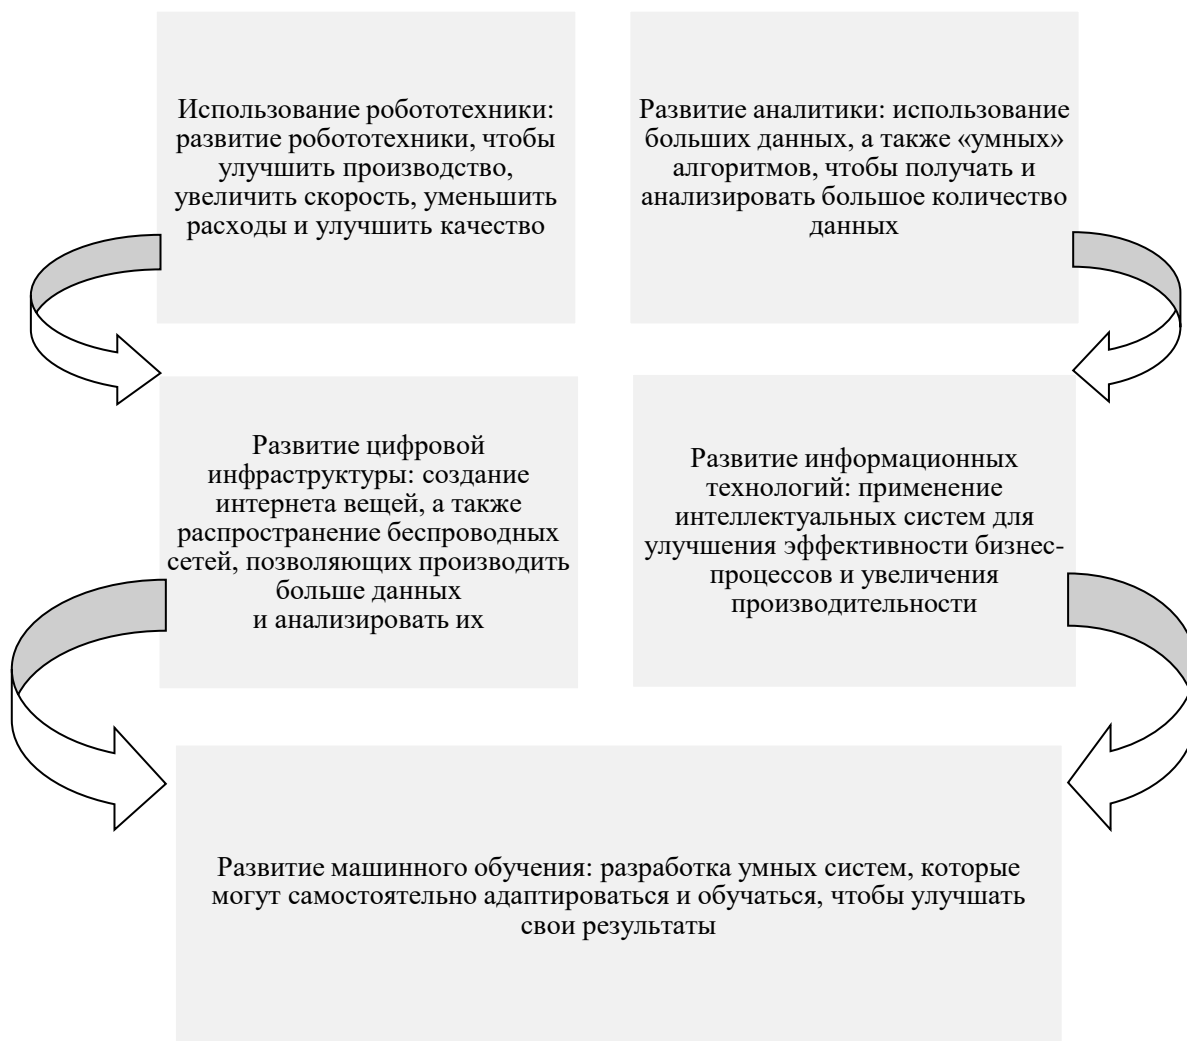 Использование робототехники:
развитие робототехники, чтобы
улучшить производство,
увеличить скорость, уменьшить
расходы и улучшить качество
Развитие аналитики: использование
больших данных, а также «умных»
алгоритмов, чтобы получать и
анализировать большое количество
данных
Развитие цифровой
инфраструктуры: создание
интернета вещей, а также
распространение беспроводных
сетей, позволяющих производить
больше данных
и анализировать их
Развитие информационных
технологий: применение
интеллектуальных систем для
улучшения эффективности бизнес-
процессов и увеличения
производительности
Развитие машинного обучения: разработка умных систем, которые
могут самостоятельно адаптироваться и обучаться, чтобы улучшать
свои результаты